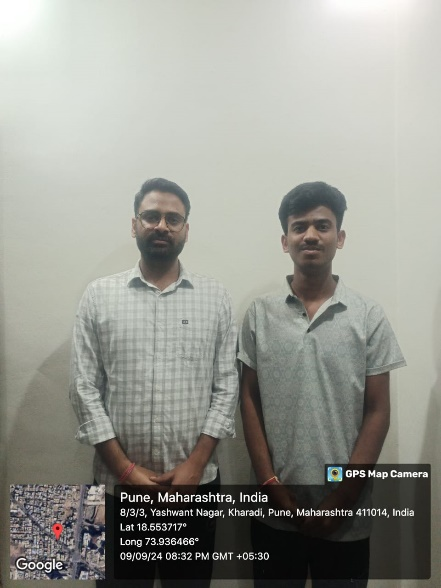 GPS Map Camera
Pune, Maharashtra, India
8/3/3, Yashwant Nagar, Kharadi, Pune, Maharashtra 411014, India
Lat 18.553717°
Long 73.936466°
09/09/24 08:32 PM GMT +05:30
Google